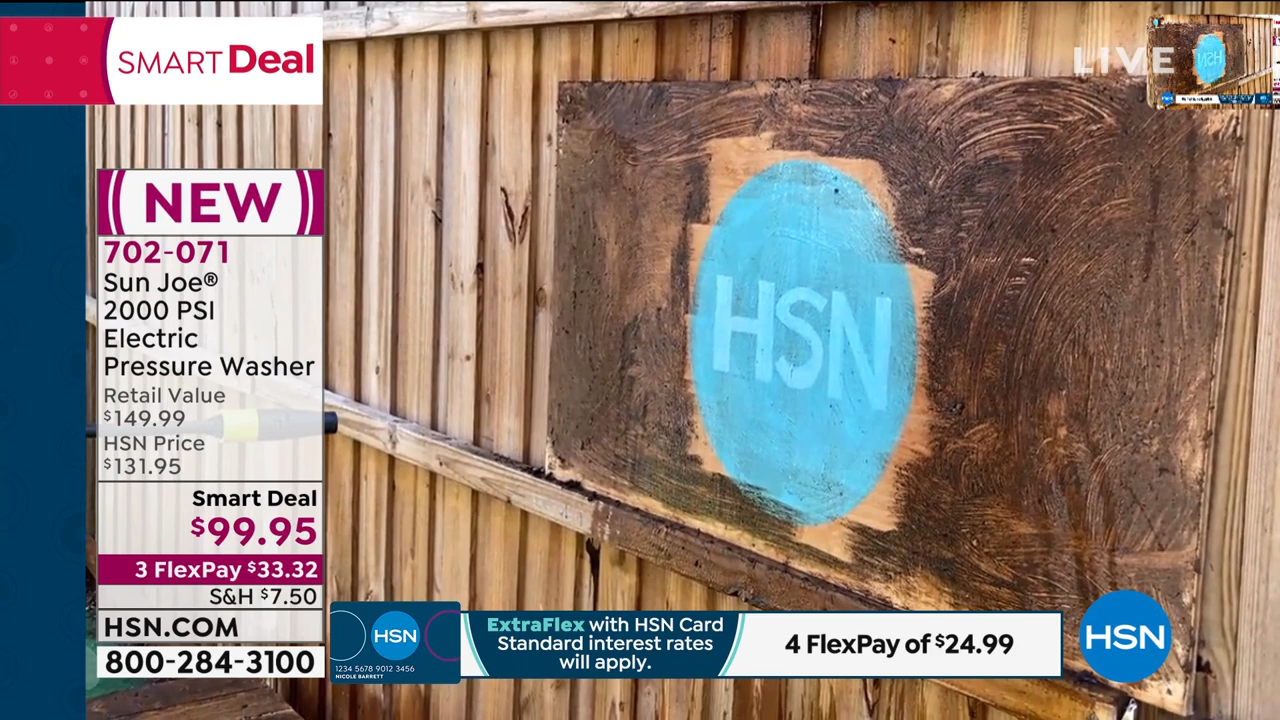 SMART Deal
LIVE
NEW
702-071
Sun Joe®
2000 PSI
Electric
Pressure Washer
Retail Value
$149.99
HSN Price
$131.95
Smart Deal
$99.95
3 FlexPay $33.32
S&H $7.50
HSN.COM
800-284-3100
HSN
HSN
1234 5678 9012 3456
NICOLE BARRETT
ExtraFlex with HSN Card
Standard interest rates
will apply.
4 FlexPay of $24.99
HSN